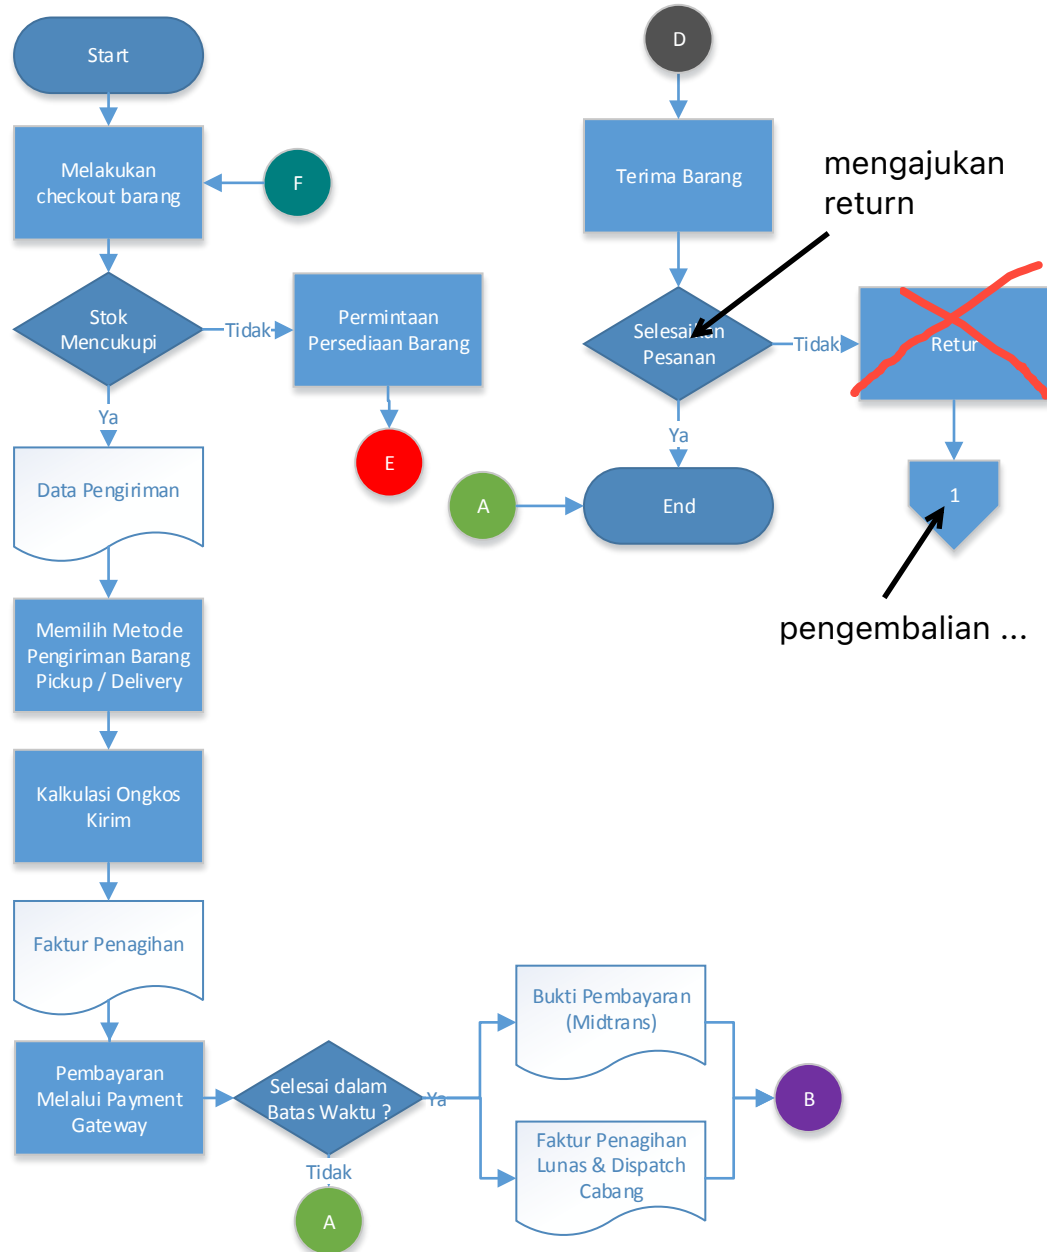 Start
Melakukan
checkout barang
F
Stok
Mencukupi
Tidak
Permintaan
Persediaan Barang
E
Ya
Data Pengiriman
Memilih Metode
Pengiriman Barang
Pickup / Delivery
Kalkulasi Ongkos
Kirim
Faktur Penagihan
Pembayaran
Melalui Payment
Gateway
Selesai dalam
Batas Waktu ?
Tidak
A
Ya
Bukti Pembayaran
(Midtrans)
Faktur Penagihan
Lunas & Dispatch
Cabang
B
D
Terima Barang
mengajukan
return
Selesaikan
Pesanan
Tidak
Retur
1
pengembalian ...
Ya
A
End